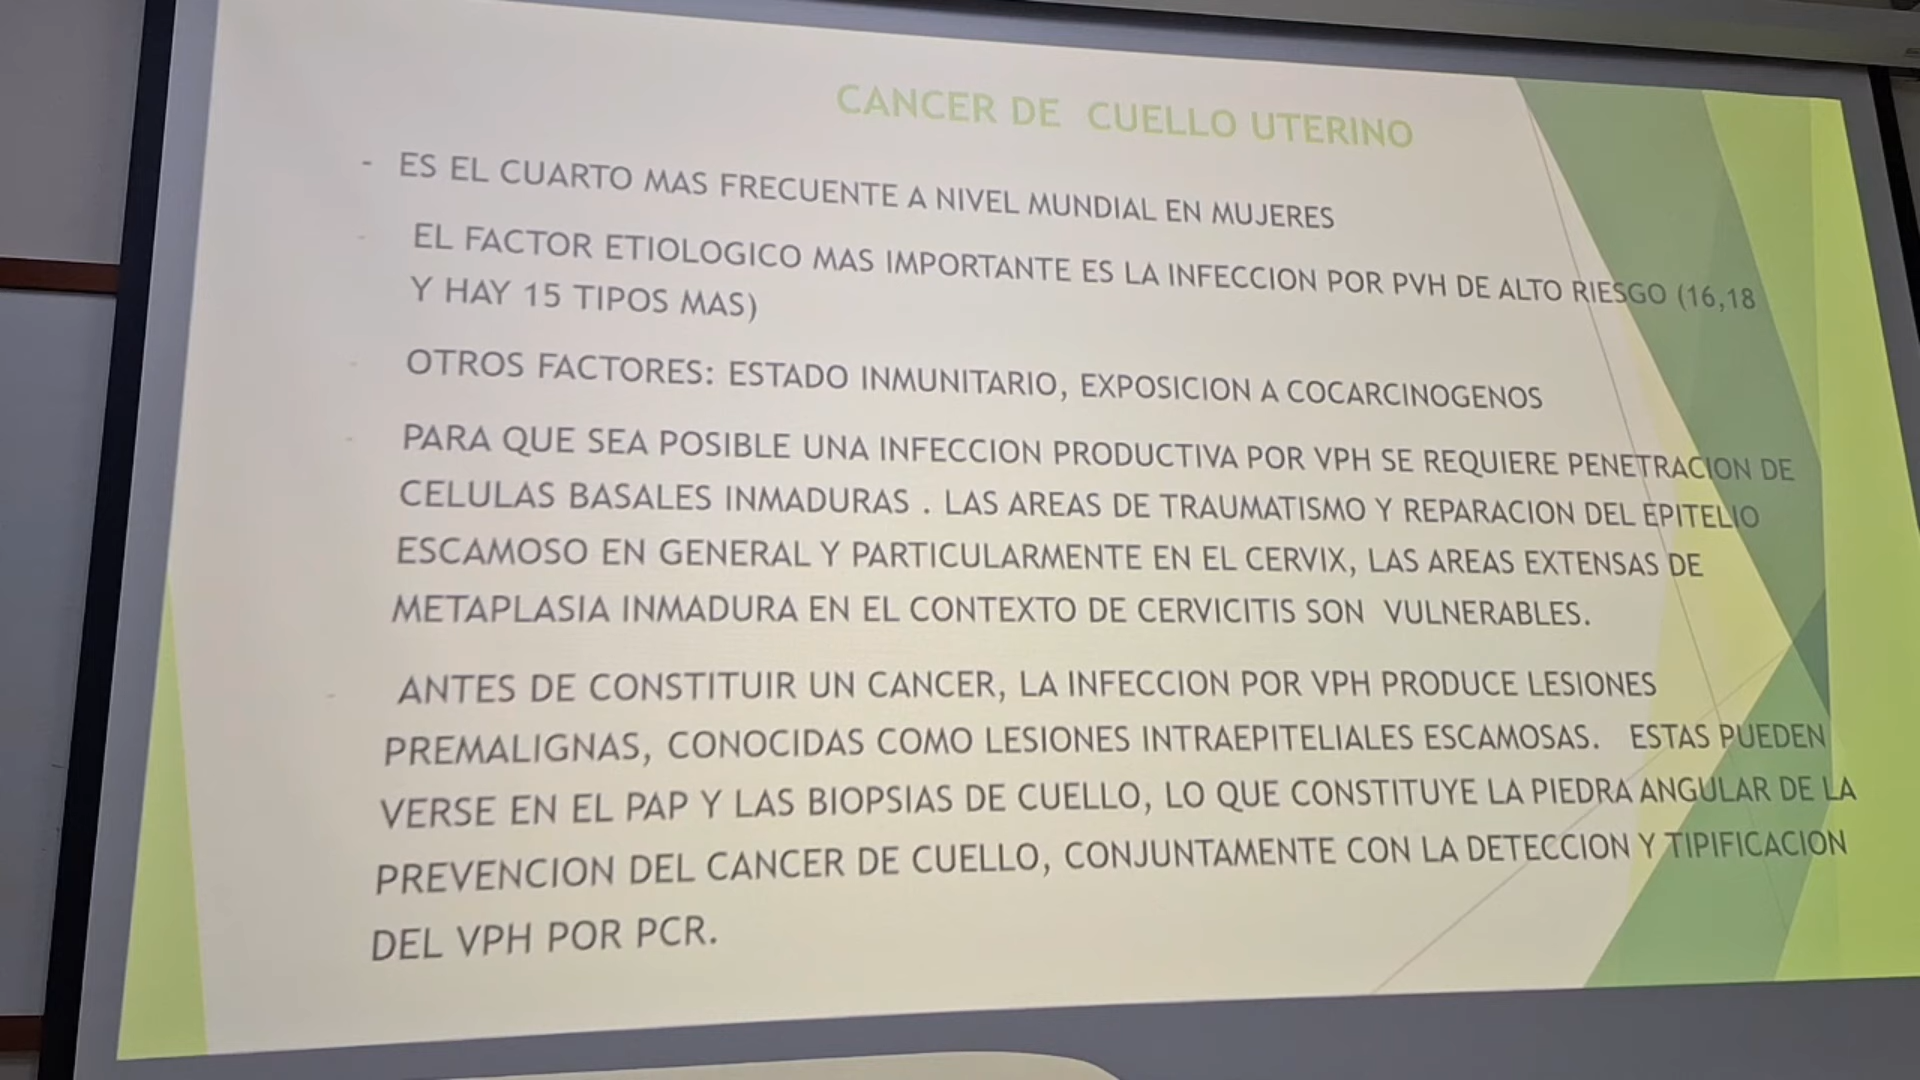 CANCER DE CUELLO UTERINO
- ES EL CUARTO MAS FRECUENTE A NIVEL MUNDIAL EN MUJERES
- EL FACTOR ETIOLOGICO MAS IMPORTANTE ES LA INFECCION POR PVH DE ALTO RIESGO (16,18
Y HAY 15 TIPOS MAS)
- OTROS FACTORES: ESTADO INMUNITARIO, EXPOSICION A COCARCINOGENOS
- PARA QUE SEA POSIBLE UNA INFECCION PRODUCTIVA POR VPH SE REQUIERE PENETRACION DE
CELULAS BASALES INMADURAS . LAS AREAS DE TRAUMATISMO Y REPARACION DEL EPITELIO
ESCAMOSO EN GENERAL Y PARTICULARMENTE EN EL CERVIX, LAS AREAS EXTENSAS DE
METAPLASIA INMADURA EN EL CONTEXTO DE CERVICITIS SON VULNERABLES.
- ANTES DE CONSTITUIR UN CANCER, LA INFECCION POR VPH PRODUCE LESIONES
PREMALIGNAS, CONOCIDAS COMO LESIONES INTRAEPITELIALES ESCAMOSAS. ESTAS PUEDEN
VERSE EN EL PAP Y LAS BIOPSIAS DE CUELLO, LO QUE CONSTITUYE LA PIEDRA ANGULAR DE LA
PREVENCION DEL CANCER DE CUELLO, CONJUNTAMENTE CON LA DETECCION Y TIPIFICACION
DEL VPH POR PCR.